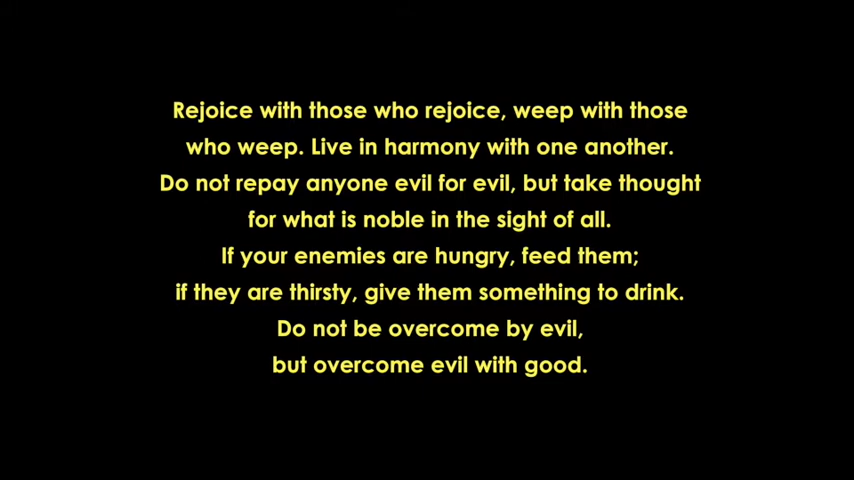 Rejoice with those who rejoice, weep with those
who weep. Live in harmony with one another.
Do not repay anyone evil for evil, but take thought
for what is noble in the sight of all.
If your enemies are hungry, feed them;
if they are thirsty, give them something to drink.
Do not be overcome by evil,
but overcome evil with good.